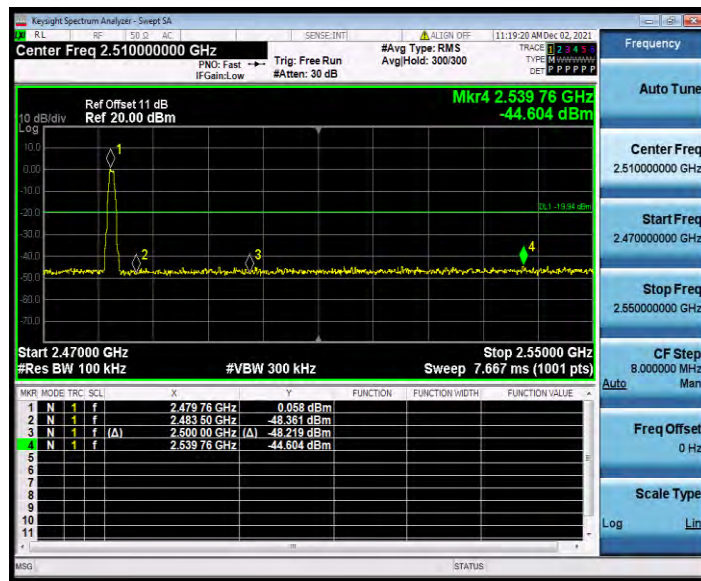 Keysight Spectrum Analyzer - Swept SA
LXI RL RF 50 Ω AC SENSE:INT ALIGN OFF 11:19:20 AM Dec 02, 2021
Center Freq 2.510000000 GHz
#Avg Type: RMS
TRACE 1 2 3 4 5 6
PNO: Fast
Trig: Free Run
Avg|Hold: 300/300
TYPE M WWWWW
IFGain:Low
#Atten: 30 dB
DET P P P P P P
Ref Offset 11 dB
Mkr4 2.539 76 GHz
10 dB/div
Ref 20.00 dBm
-44.604 dBm
Log
10.0
1
0.00
-10.0
-20.0
DL1 -19.94 dBm
-30.0
-40.0
2
3
4
-50.0
-60.0
-70.0
Start 2.47000 GHz
Stop 2.55000 GHz
#Res BW 100 kHz
#VBW 300 kHz
Sweep 7.667 ms (1001 pts)
MKR MODE TRC SCL X Y FUNCTION FUNCTION WIDTH FUNCTION VALUE
1 N 1 f 2.479 76 GHz 0.058 dBm
2 N 1 f 2.483 50 GHz -48.361 dBm
3 N 1 f (Δ) 2.500 00 GHz (Δ) -48.219 dBm
4 N 1 f 2.539 76 GHz -44.604 dBm
5
6
7
8
9
10
11
MSG
STATUS
Frequency
Auto Tune
Center Freq
2.510000000 GHz
Start Freq
2.470000000 GHz
Stop Freq
2.550000000 GHz
CF Step
8.000000 MHz
Auto Man
Freq Offset
0 Hz
Scale Type
Log Lin